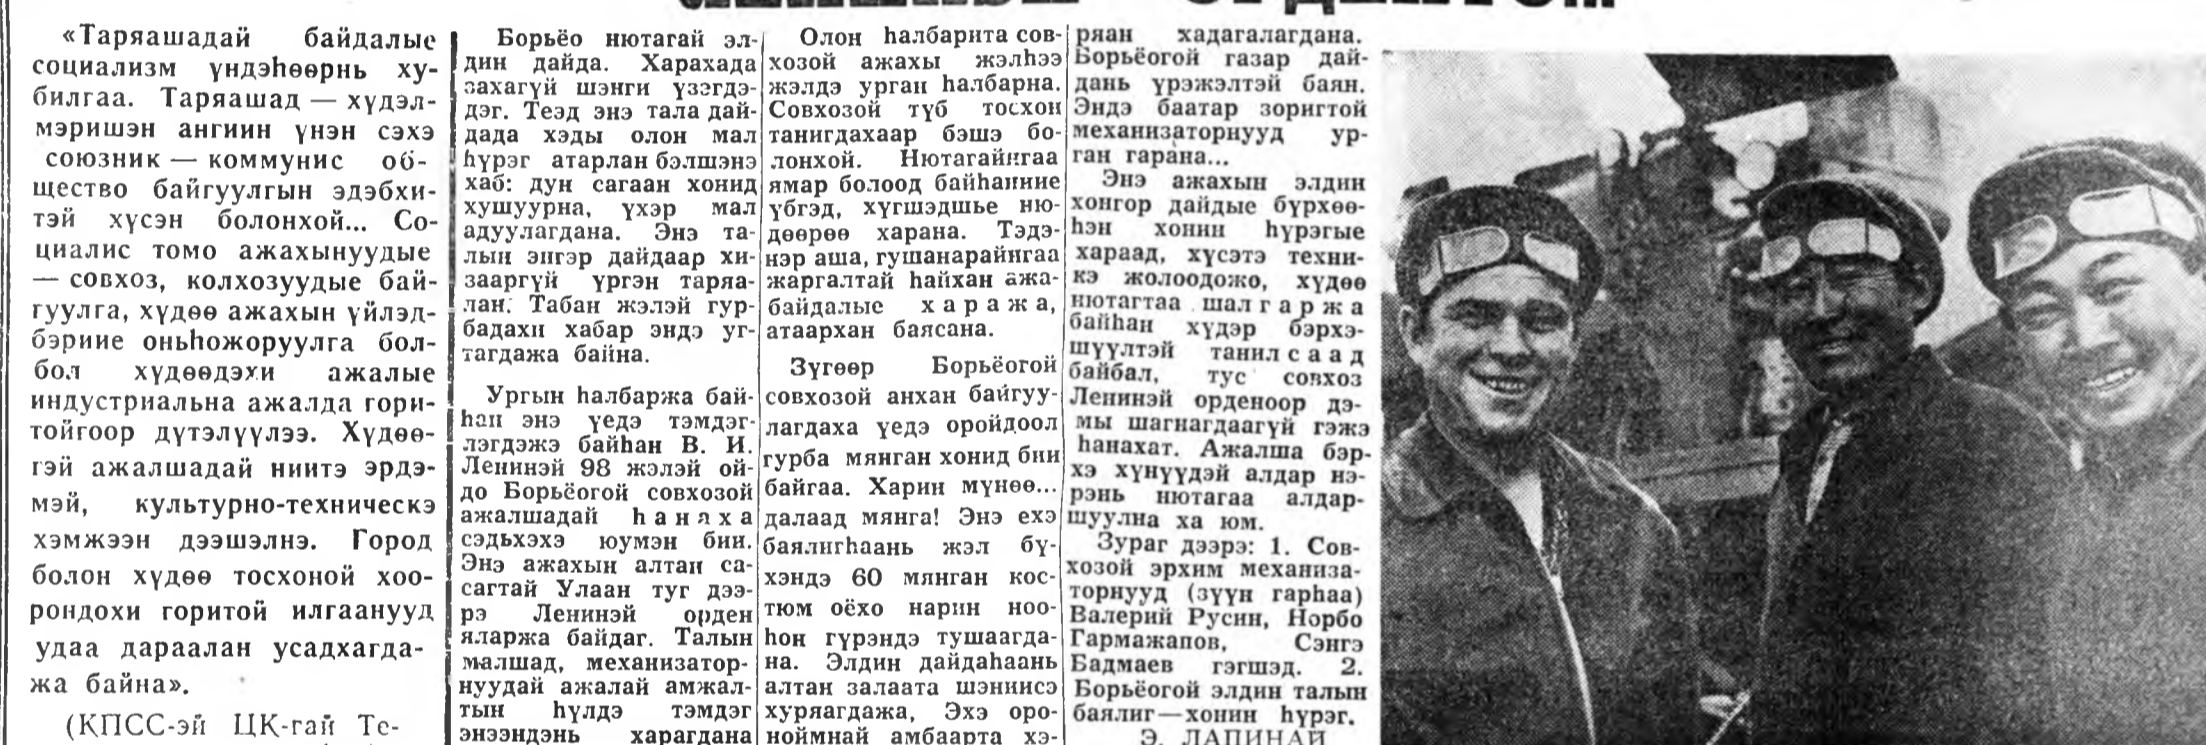 «Таряашадай байдалые
социализм үндэһөөрнь ху-
билгаа. Таряашад — хүдэл-
мэришэн ангиин үнэн сэхэ
союзник — коммунис об-
щество байгуулгын эдэбхи-
тэй хүсэн болонхой... Со-
циалис томо ажахынуудые
— совхоз, колхозуудые бай-
гуулга, хүдөө ажахын үйлэд-
бэрие оньһожоруулга бол-
бол хүдөөдэхи ажалые
индустриальна ажалда гори-
тойгоор дүтэлүүлээ. Хүдөө-
гэй ажалшадай ниитэ эрдэ-
мэй, культурно-техническэ
хэмжээн дээшэлнэ. Город
болон хүдөө тосхоной хоо-
рондохи горитой илгаанууд
удаа дараалан усадхагда-
жа байна».
(КПСС-эй ЦК-гай Те-
Борьёо нютагай эл-
дин дайда. Харахада
захагүй шэнги үзэгдэ-
дэг. Теэд энэ тала дай-
дада хэды олон мал
һүрэг атарлан бэлшэнэ
хаб: дун сагаан хонид
хушуурна, үхэр мал
адуулагдана. Энэ та-
лын энгэр дайдаар хи-
зааргүй үргэн таряа-
лан. Табан жэлэй гур-
бадахи хабар эндэ уг-
тагдажа байна.
Ургын һалбаржа бай-
һан энэ үедэ тэмдэг-
лэгдэжэ байһан В. И.
Ленинэй 98 жэлэй ой-
до Борьёогой совхозой
ажалшадай һанаха
сэдьхэхэ юумэн бии.
Энэ ажахын алтан са-
сагтай Улаан туг дээ-
рэ Ленинэй орден
яларжа байдаг. Талын
малшад, механизатор-
нуудай ажалай амжал-
тын һүлдэ тэмдэг
энээндэнь харагдана
Олон һалбарита сов-
хозой ажахы жэлһээ
жэлдэ урган һалбарна.
Совхозой түб тосхон
танигдахаар бэшэ бо-
лонхой. Нютагайнгаа
ямар болоод байһаниие
үбгэд, хүгшэдшье ню-
дөөрөө харана. Тэдэ-
нэр аша, гушанарайнгаа
жаргалтай һайхан ажа-
байдалые хаража,
атаархан баясана.
Зүгөөр Борьёогой
совхозой анхан байгуу-
лагдаха үедэ оройдоол
гурба мянган хонид бии
байгаа. Харин мүнөө...
далаад мянга! Энэ ехэ
баялигһаань жэл бү-
хэндэ 60 мянган кос-
тюм оёхо нарин ноо-
һон гүрэндэ тушаагда-
на. Элдин дайдаһаань
алтан залаата шэниисэ
хуряагдажа, Эхэ оро-
ноймнай амбаарта хэ-
ряан хадагалагдана.
Борьёогой газар дай-
дань үрэжэлтэй баян.
Эндэ баатар зоригтой
механизаторнууд ур-
ган гарана...
Энэ ажахын элдин
хонгор дайдые бүрхөө-
һэн хонин һүрэгые
хараад, хүсэтэ техни-
кэ жолоодожо, хүдөө
нютагтаа шалгаржа
байһан хүдэр бэрхэ-
шүүлтэй танилсаад
байбал, тус совхоз
Ленинэй орденоор дэ-
мы шагнагдаагүй гэжэ
һанахат. Ажалша бэр-
хэ хүнүүдэй алдар нэ-
рэнь нютагаа алдар-
шуулна ха юм.
Зураг дээрэ: 1. Сов-
хозой эрхим механиза-
торнууд (зүүн гарһаа)
Валерий Русин, Норбо
Гармажапов, Сэнгэ
Бадмаев гэгшэд. 2.
Борьёогой элдин талын
баялиг—хонин һүрэг.
Э. ЛАПИНАЙ